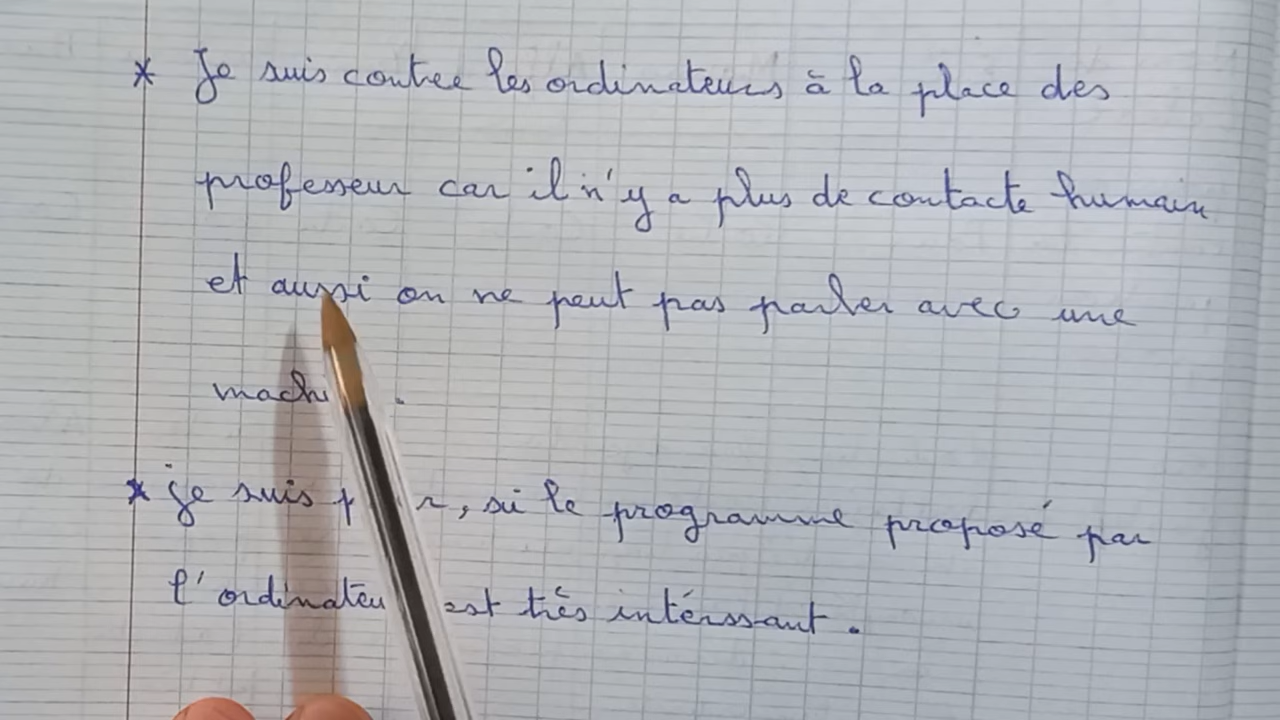 * Je suis contre les ordinateurs à la place des
professeur car il n'y a plus de contacte humain
et aussi on ne peut pas parler avec une
.
* je suis , si le programme proposé par
est très intérssant .